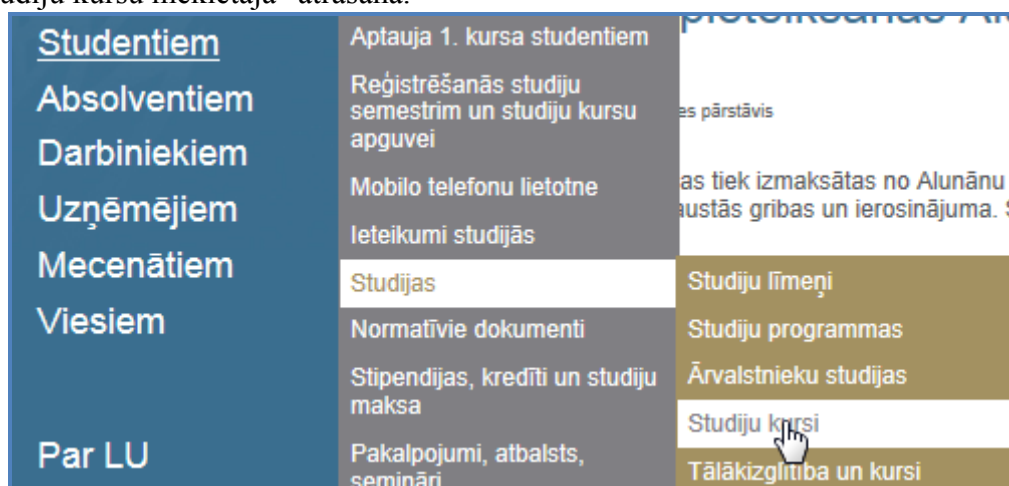 Studentiem
Absolventiem
Darbiniekiem
Uzņēmējiem
Mecenātiem
Viesiem
Par LU
Aptauja 1. kursa studentiem
Reģistrēšanās studiju
semestrim un studiju kursu
apguvei
Mobilo telefonu lietotne
Ieteikumi studijās
Studijas
Normatīvie dokumenti
Stipendijas, kredīti un studiju
maksa
Pakalpojumi, atbalsts,
semināri
es pārstāvis
as tiek izmaksātas no Alunānu
austās gribas un ierosinājuma.
Studiju līmeņi
Studiju programmas
Ārvalstnieku studijas
Studiju kursi
Tālākizglītība un kursi